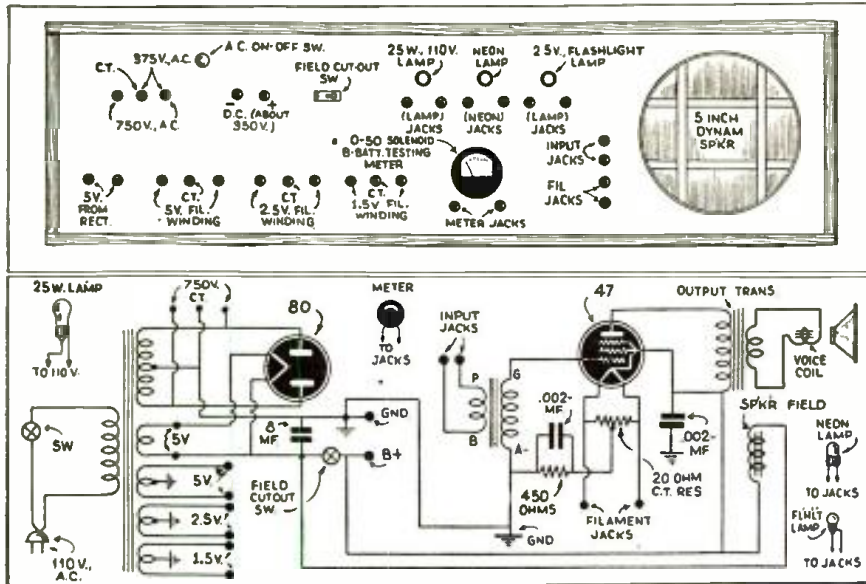 A.C. ON-OFF SW.
375V., A.C.
C.T.
750V., A.C.
FIELD CUT-OUT
SW
- +
D.C. (ABOUT
350V.)
25W., 110V.
LAMP
NEON
LAMP
2.5V., FLASHLIGHT
LAMP
(LAMP)
JACKS
(NEON)
JACKS
(LAMP)
JACKS
0-50 SOLENOID
B-BATT. TESTING
METER
METER JACKS
INPUT
JACKS
FIL
JACKS
5 INCH
DYNAM
SPKR
5V.
FROM
RECT.
C.T.
5V. FIL.
WINDING
C.T
2.5V. FIL.
WINDING
C.T.
1.5V. FIL.
WINDING
25W. LAMP
TO 110V.
SW
110V.,
A.C.
750V.
C.T.
5V
5V.
2.5V.
1.5V.
80
8
MF
FIELD
CUTOUT
SW.
GND
B+
METER
TO
JACKS
INPUT
JACKS
P
B
G
A-
.002-
MF
450
OHMS
47
20 OHM
C.T. RES
FILAMENT
JACKS
GND
.002-
MF
OUTPUT TRANS
VOICE
COIL
SPKR FIELD
NEON
LAMP
TO JACKS
FLHLT
LAMP
TO JACKS